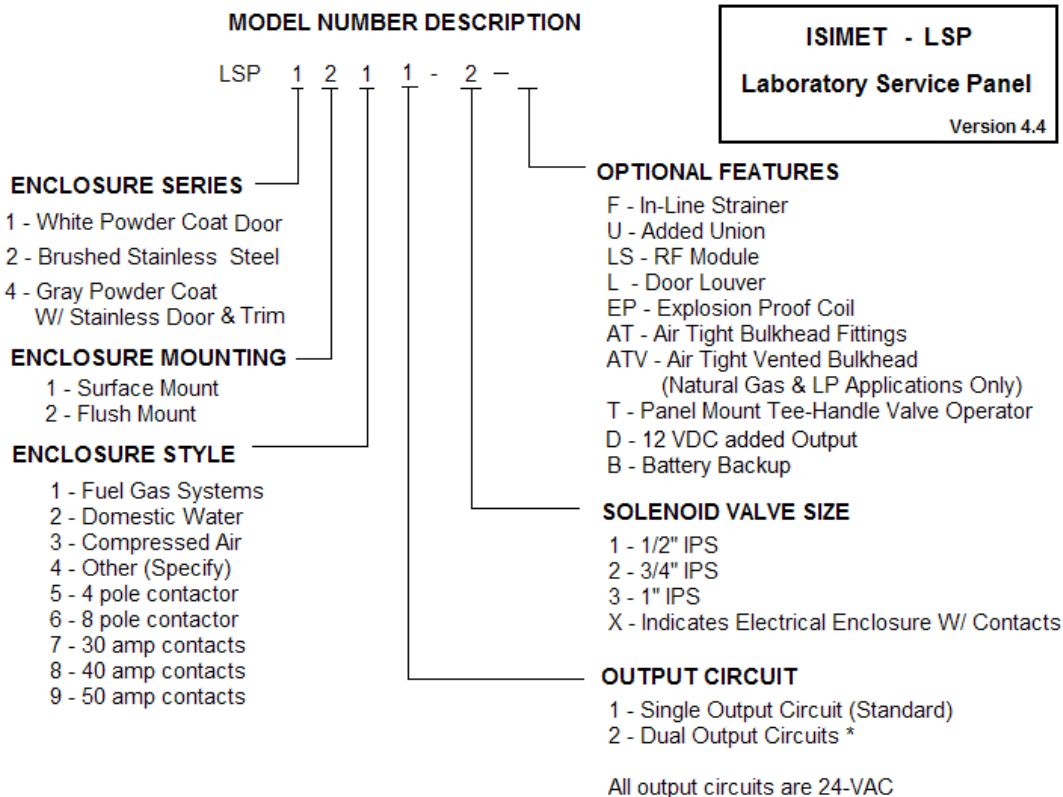 MODEL NUMBER DESCRIPTION
LSP 1 2 1 1 - 2 -
ISIMET - LSP
Laboratory Service Panel
Version 4.4
ENCLOSURE SERIES
1 - White Powder Coat Door
2 - Brushed Stainless Steel
4 - Gray Powder Coat
W/ Stainless Door & Trim
ENCLOSURE MOUNTING
1 - Surface Mount
2 - Flush Mount
ENCLOSURE STYLE
1 - Fuel Gas Systems
2 - Domestic Water
3 - Compressed Air
4 - Other (Specify)
5 - 4 pole contactor
6 - 8 pole contactor
7 - 30 amp contacts
8 - 40 amp contacts
9 - 50 amp contacts
OPTIONAL FEATURES
F - In-Line Strainer
U - Added Union
LS - RF Module
L - Door Louver
EP - Explosion Proof Coil
AT - Air Tight Bulkhead Fittings
ATV - Air Tight Vented Bulkhead
(Natural Gas & LP Applications Only)
T - Panel Mount Tee-Handle Valve Operator
D - 12 VDC added Output
B - Battery Backup
SOLENOID VALVE SIZE
1 - 1/2" IPS
2 - 3/4" IPS
3 - 1" IPS
X - Indicates Electrical Enclosure W/ Contacts
OUTPUT CIRCUIT
1 - Single Output Circuit (Standard)
2 - Dual Output Circuits *
All output circuits are 24-VAC